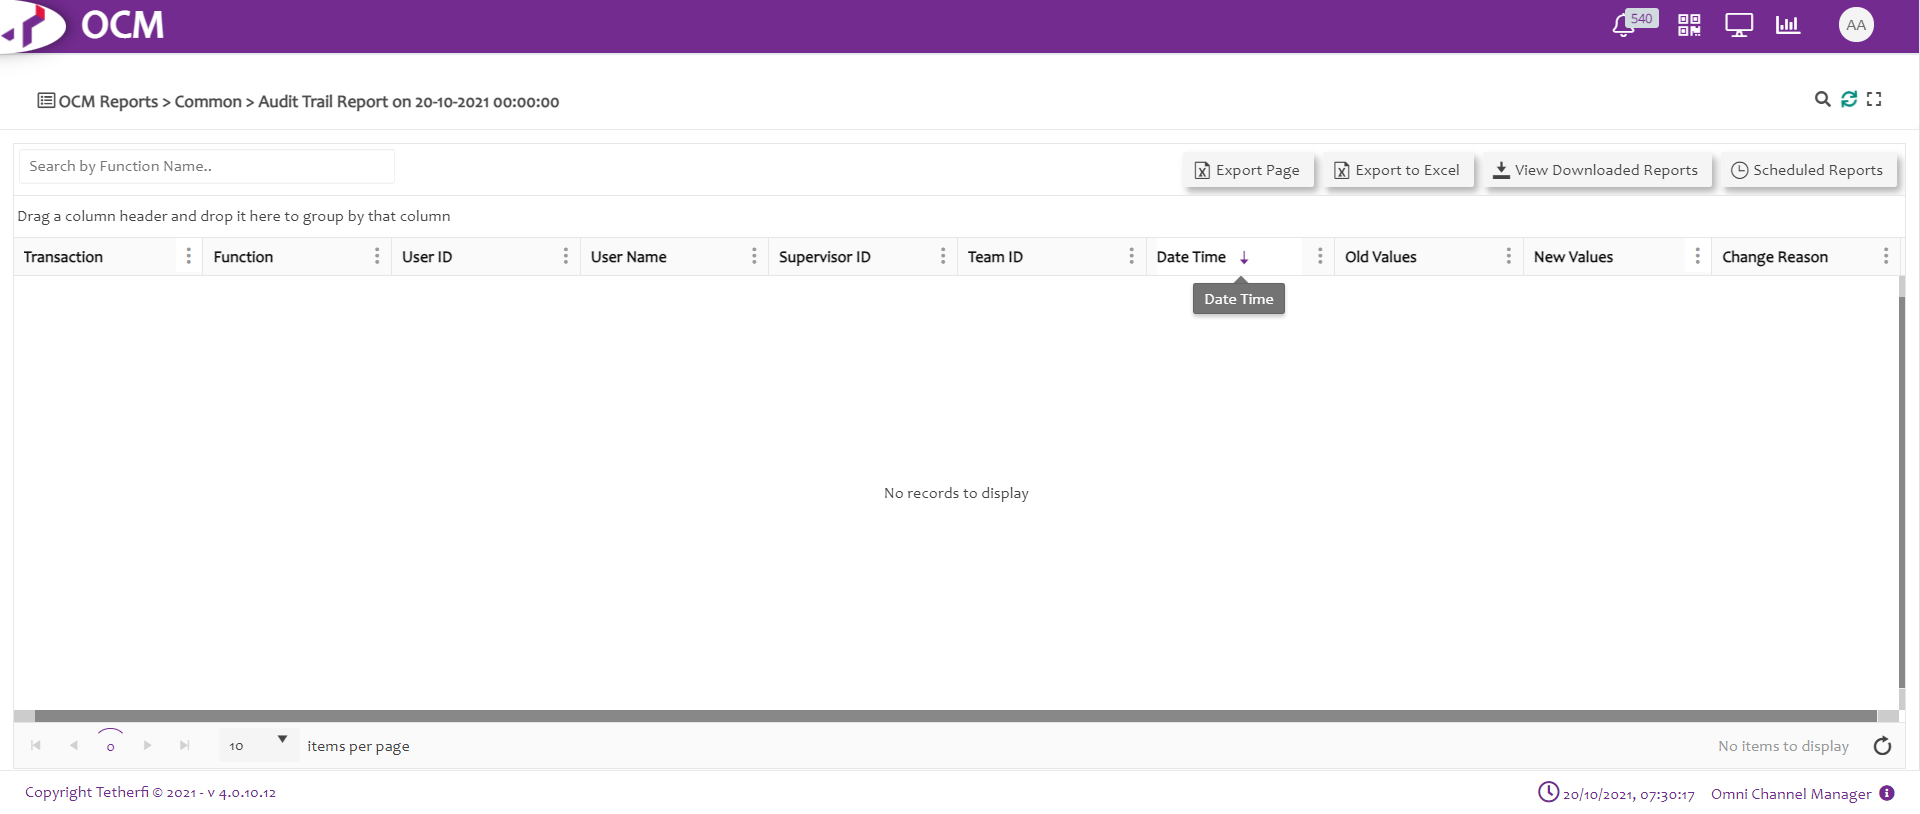 OCM
540
AA
OCM Reports > Common > Audit Trail Report on 20-10-2021 00:00:00
Search by Function Name..
Export Page
Export to Excel
View Downloaded Reports
Scheduled Reports
Drag a column header and drop it here to group by that column
Transaction
Function
User ID
User Name
Supervisor ID
Team ID
Date Time
Old Values
New Values
Change Reason
Date Time
No records to display
0
10
items per page
No items to display
Copyright Tetherfi © 2021 - v 4.0.10.12
20/10/2021, 07:30:17
Omni Channel Manager